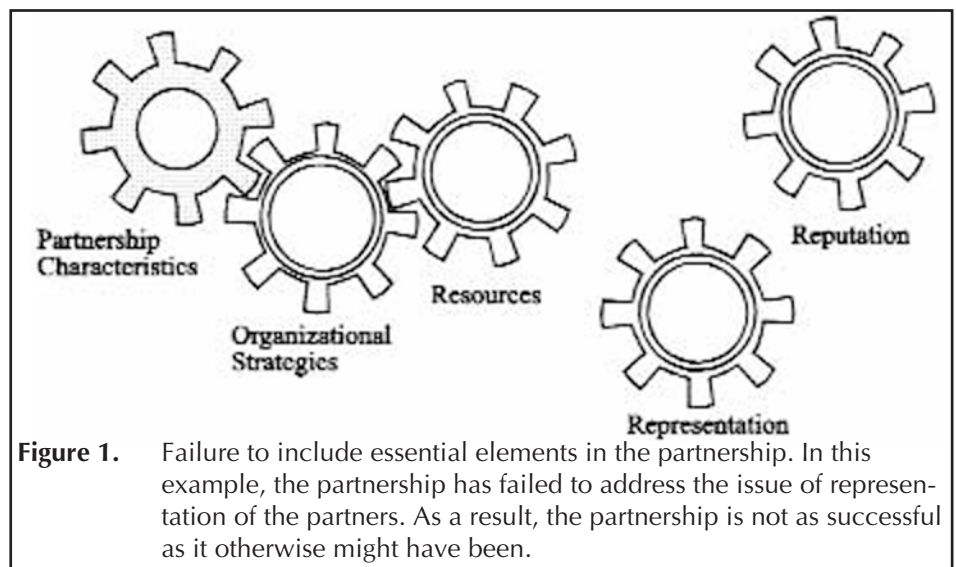 Partnership
Characteristics
Organizational
Strategies
Resources
Reputation
Representation
Figure 1. Failure to include essential elements in the partnership. In this
example, the partnership has failed to address the issue of represen-
tation of the partners. As a result, the partnership is not as successful
as it otherwise might have been.